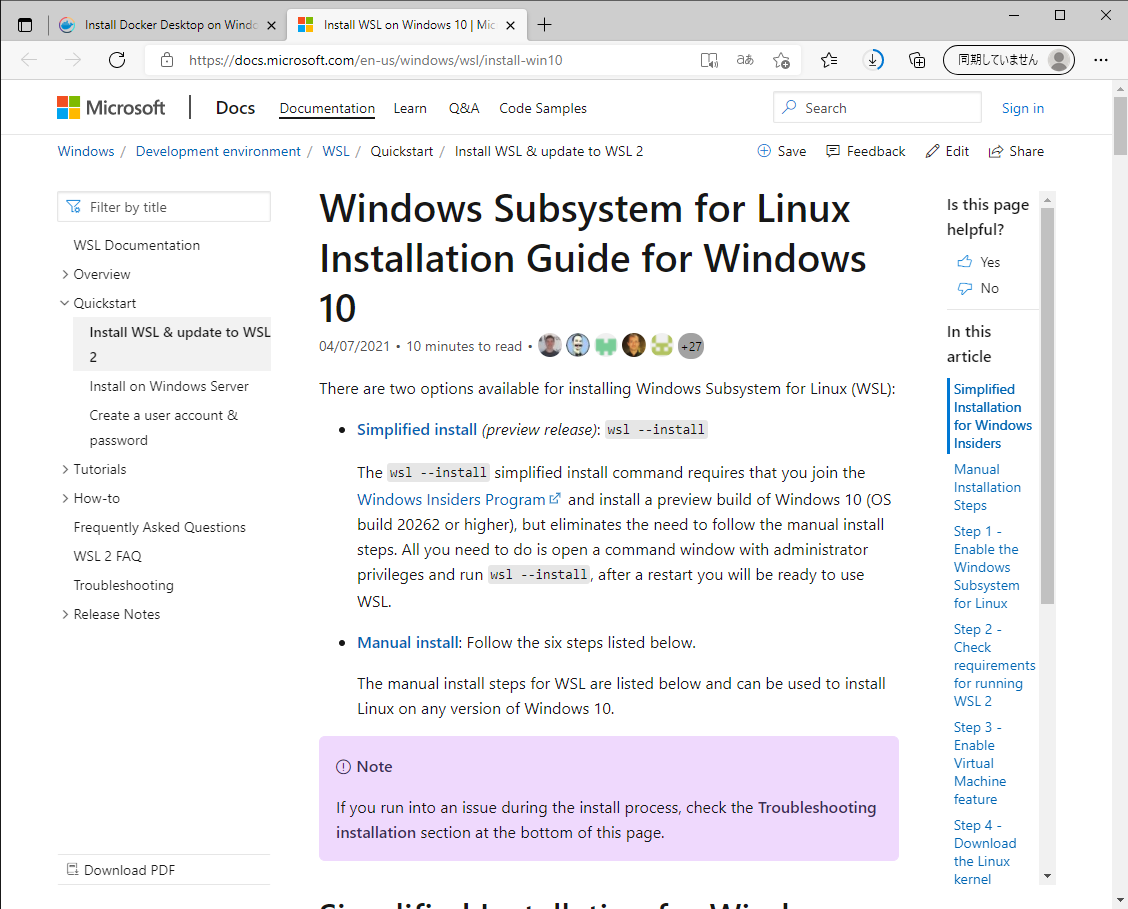 Install Docker Desktop on Windo
Install WSL on Windows 10 | Mic
https://docs.microsoft.com/en-us/windows/wsl/install-win10
ああ
同期していません
Microsoft
Docs
Documentation
Learn
Q&A
Code Samples
Search
Sign in
Windows / Development environment / WSL / Quickstart / Install WSL & update to WSL 2
Save
Feedback
Edit
Share
Filter by title
WSL Documentation
Overview
Quickstart
Install WSL & update to WSL
2
Install on Windows Server
Create a user account &
password
Tutorials
How-to
Frequently Asked Questions
WSL 2 FAQ
Troubleshooting
Release Notes
Download PDF
Windows Subsystem for Linux
Installation Guide for Windows
10
04/07/2021 • 10 minutes to read •
+27
There are two options available for installing Windows Subsystem for Linux (WSL):
• Simplified install (preview release): wsl --install
The wsl --install simplified install command requires that you join the
Windows Insiders Program and install a preview build of Windows 10 (OS
build 20262 or higher), but eliminates the need to follow the manual install
steps. All you need to do is open a command window with administrator
privileges and run wsl --install, after a restart you will be ready to use
WSL.
• Manual install: Follow the six steps listed below.
The manual install steps for WSL are listed below and can be used to install
Linux on any version of Windows 10.
Note
If you run into an issue during the install process, check the Troubleshooting
installation section at the bottom of this page.
Is this page
helpful?
Yes
No
In this
article
Simplified
Installation
for Windows
Insiders
Manual
Installation
Steps
Step 1 -
Enable the
Windows
Subsystem
for Linux
Step 2 -
Check
requirements
for running
WSL 2
Step 3 -
Enable
Virtual
Machine
feature
Step 4 -
Download
the Linux
kernel